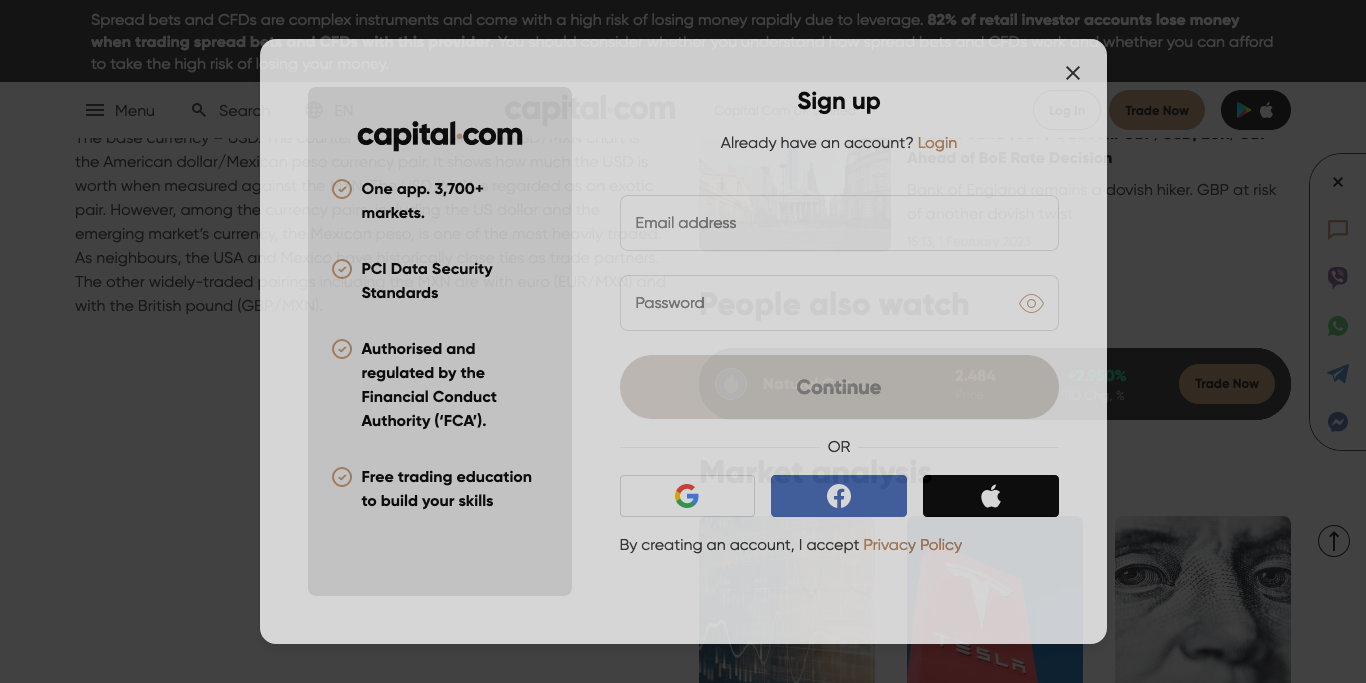 Spread bets and CFDs are complex instruments and come with a high risk of losing money rapidly due to leverage. 82% of retail investor accounts lose money
when trading spread bets and CFDs with this provider. You should consider whether you understand how spread bets and CFDs work and whether you can afford
to take the high risk of losing your money.
Menu
Search
EN
capital.com
Log In
Trade Now
the American dollar/Mexican peso currency pair. It shows how much the USD is
worth when measured against the
regarded as an exotic
pair. However, among the currency pairs
the US dollar and the
emerging market's currency, the Mexican peso, is one of the most heavily traded.
As neighbours, the USA and Mexico have historically close ties as trade partners.
The other widely-traded pairings including the MXN are with euro (EUR/MXN) and
with the British pound (GBP/MXN).
Ahead of BoE Rate Decision
Bank of England remains a dovish hiker. GBP at risk
of another dovish twist
People also watch
2.484
+2.950%
Trade Now
Market analysis
TESLA
capital.com
One app. 3,700+
markets.
PCI Data Security
Standards
Authorised and
regulated by the
Financial Conduct
Authority ('FCA').
Free trading education
to build your skills
Sign up
Already have an account? Login
Email address
Password
Continue
OR
By creating an account, I accept Privacy Policy